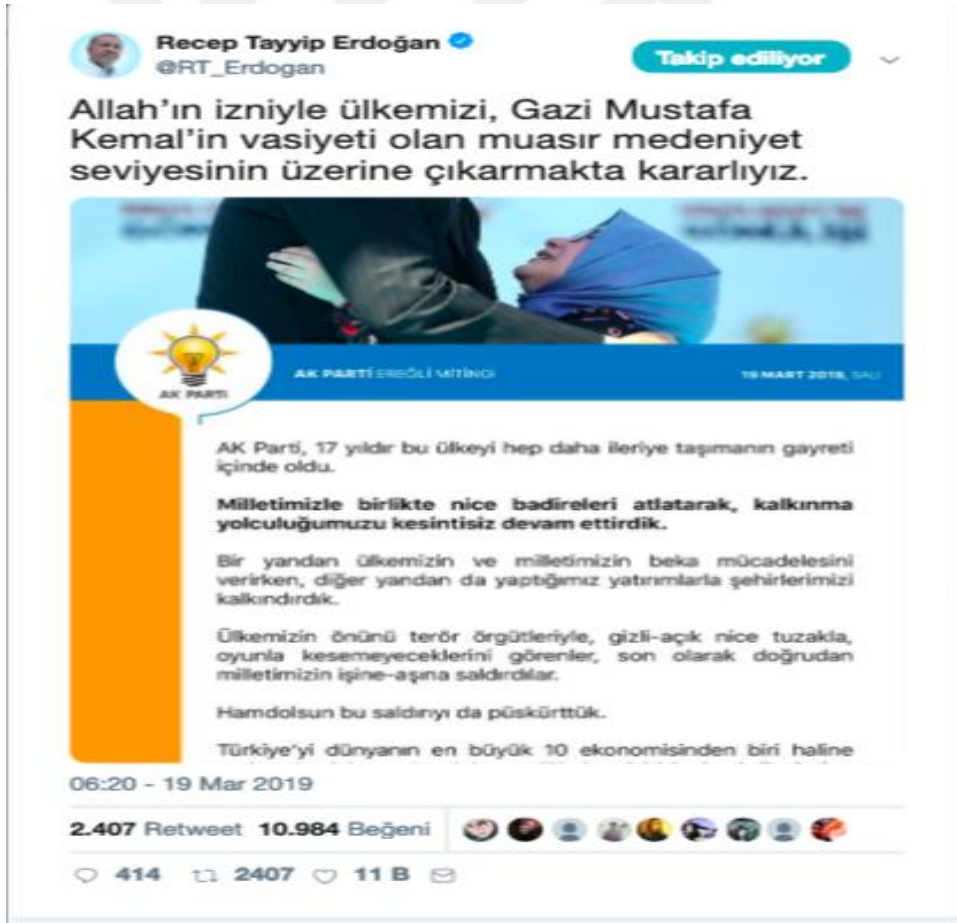 Recep Tayyip Erdoğan
@RT_Erdogan
Takip ediliyor
Allah’ın izniyle ülkemizi, Gazi Mustafa
Kemal’in vasiyeti olan muasır medeniyet
seviyesinin üzerine çıkarmakta kararlıyız.
AK PARTİ
AK PARTİ EREĞLİ MİTİNGİ
19 MART 2019, SALI
AK Parti, 17 yıldır bu ülkeyi hep daha ileriye taşımanın gayreti
içinde oldu.
Milletimizle birlikte nice badireleri atlatarak, kalkınma
yolculuğumuzu kesintisiz devam ettirdik.
Bir yandan ülkemizin ve milletimizin beka mücadelesini
verirken, diğer yandan da yaptığımız yatırımlarla şehirlerimizi
kalkındırdık.
Ülkemizin önünü terör örgütleriyle, gizli-açık nice tuzakla,
oyunla kesemeyeceklerini görenler, son olarak doğrudan
milletimizin işine-aşına saldırdılar.
Hamdolsun bu saldırıyı da püskürttük.
Türkiye’yi dünyanın en büyük 10 ekonomisinden biri haline
06:20 - 19 Mar 2019
2.407 Retweet 10.984 Beğeni
414 2407 11 B